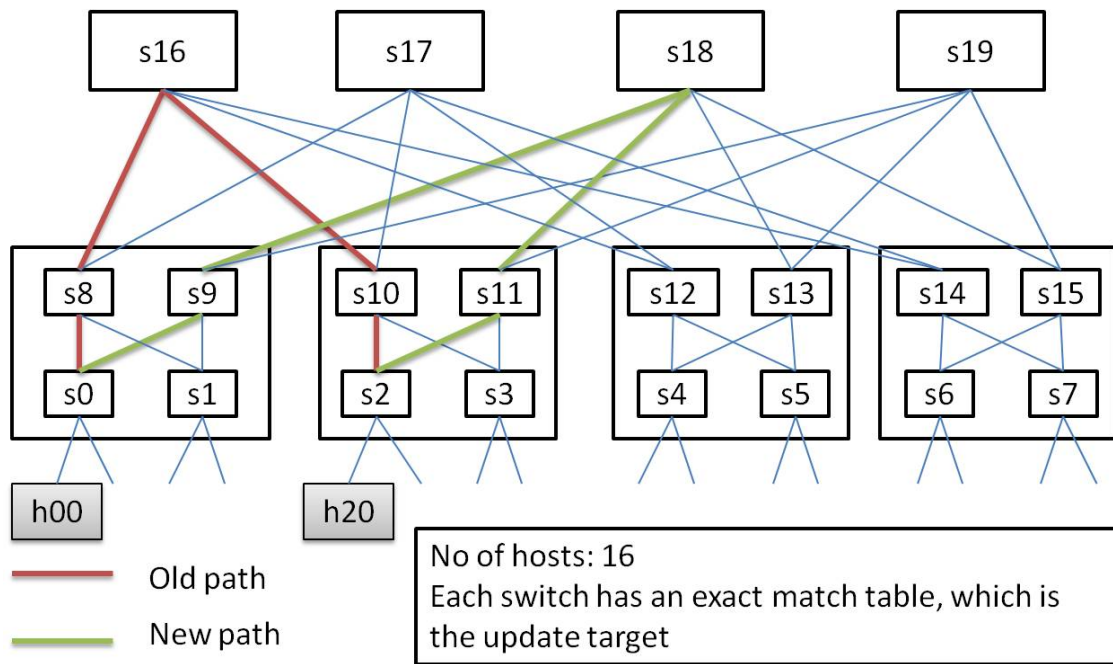 s16
s17
s18
s19
s8
s9
s10
s11
s12
s13
s14
s15
s0
s1
s2
s3
s4
s5
s6
s7
h00
h20
Old path
New path
No of hosts: 16
Each switch has an exact match table, which is
the update target